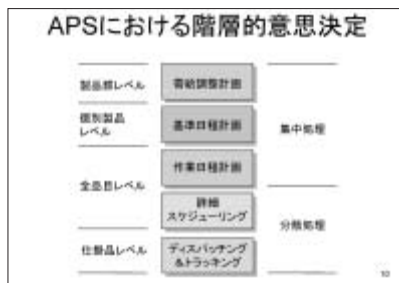 APSにおける階層的意思決定
製品群レベル
需給調整計画
個別製品
レベル
基準日程計画
集中処理
全品目レベル
作業日程計画
詳細
スケジューリング
分散処理
仕掛品レベル
ディスパッチング
&トラッキング
10